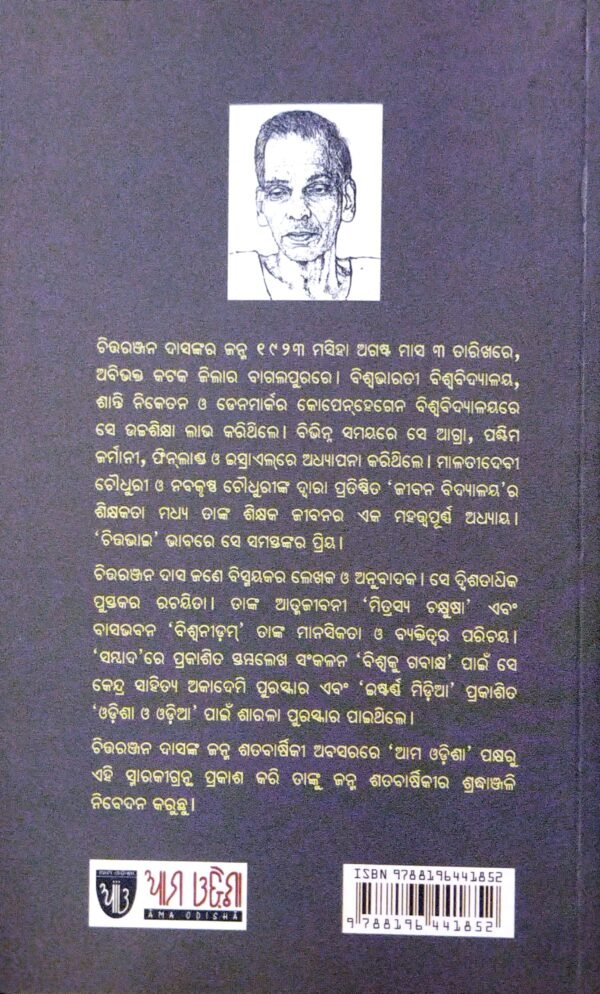 ଚିତ୍ତରଞ୍ଜନ ଦାସଙ୍କର ଜନ୍ମ ୧୯୨୩ ମସିହା ଅଗଷ୍ଟ ମାସ ୩ ତାରିଖରେ,
ଅବିଭକ୍ତ କଟକ ଜିଲାର ବାଗଲପୁରରେ। ବିଶ୍ୱଭାରତୀ ବିଶ୍ୱବିଦ୍ୟାଳୟ,
ଶାନ୍ତି ନିକେତନ ଓ ଡେନମାର୍କର କୋପେନ୍‌ହେଗେନ ବିଶ୍ୱବିଦ୍ୟାଳୟରେ
ସେ ଉଚ୍ଚଶିକ୍ଷା ଲାଭ କରିଥିଲେ। ବିଭିନ୍ନ ସମୟରେ ସେ ଆଗ୍ରା, ପଶ୍ଚିମ
ଜର୍ମାନୀ, ଫିନ୍‌ଲାଣ୍ଡ ଓ ଇସ୍ରାଏଲ୍‌ରେ ଅଧ୍ୟାପନା କରିଥିଲେ। ମାଳତୀଦେବୀ
ଚୌଧୁରୀ ଓ ନବକୃଷ୍ଣ ଚୌଧୁରୀଙ୍କ ଦ୍ୱାରା ପ୍ରତିଷ୍ଠିତ ‘ଜୀବନ ବିଦ୍ୟାଳୟ’ର
ଶିକ୍ଷକତା ମଧ୍ୟ ତାଙ୍କ ଶିକ୍ଷକ ଜୀବନର ଏକ ମହତ୍ତ୍ୱପୂର୍ଣ୍ଣ ଅଧ୍ୟାୟ।
‘ଚିତ୍ତଭାଇ’ ଭାବରେ ସେ ସମସ୍ତଙ୍କର ପ୍ରିୟ।
ଚିତ୍ତରଞ୍ଜନ ଦାସ ଜଣେ ବିସ୍ମୟକର ଲେଖକ ଓ ଅନୁବାଦକ। ସେ ଦ୍ୱିଶତାଧିକ
ପୁସ୍ତକର ରଚୟିତା। ତାଙ୍କ ଆତ୍ମଜୀବନୀ ‘ମିତ୍ରସ୍ୟ ଚକ୍ଷୁଷା’ ଏବଂ
ବାସଭବନ ‘ବିଶ୍ୱନୀଡ଼ମ୍’ ତାଙ୍କ ମାନସିକତା ଓ ବ୍ୟକ୍ତିତ୍ୱର ପରିଚୟ।
‘ସମ୍ବାଦ’ରେ ପ୍ରକାଶିତ ସ୍ତମ୍ଭଲେଖ ସଂକଳନ ‘ବିଶ୍ୱକୁ ଗବାକ୍ଷ’ ପାଇଁ ସେ
କେନ୍ଦ୍ର ସାହିତ୍ୟ ଅକାଦେମି ପୁରସ୍କାର ଏବଂ ‘ଇଷ୍ଟର୍ଣ୍ଣ ମିଡ଼ିଆ’ ପ୍ରକାଶିତ
‘ଓଡ଼ିଶା ଓ ଓଡ଼ିଆ’ ପାଇଁ ଶାରଳା ପୁରସ୍କାର ପାଇଥିଲେ।
ଚିତ୍ତରଞ୍ଜନ ଦାସଙ୍କ ଜନ୍ମ ଶତବାର୍ଷିକୀ ଅବସରରେ ‘ଆମ ଓଡ଼ିଶା’ ପକ୍ଷରୁ
ଏହି ସ୍ମାରକୀଗ୍ରନ୍ଥ ପ୍ରକାଶ କରି ତାଙ୍କୁ ଜନ୍ମ ଶତବାର୍ଷିକୀର ଶ୍ରଦ୍ଧାଞ୍ଜଳି
ନିବେଦନ କରୁଛୁ।
ଆମ ଓଡ଼ିଶା
AMA ODISHA
ISBN 9788196441852
9 788196 441852